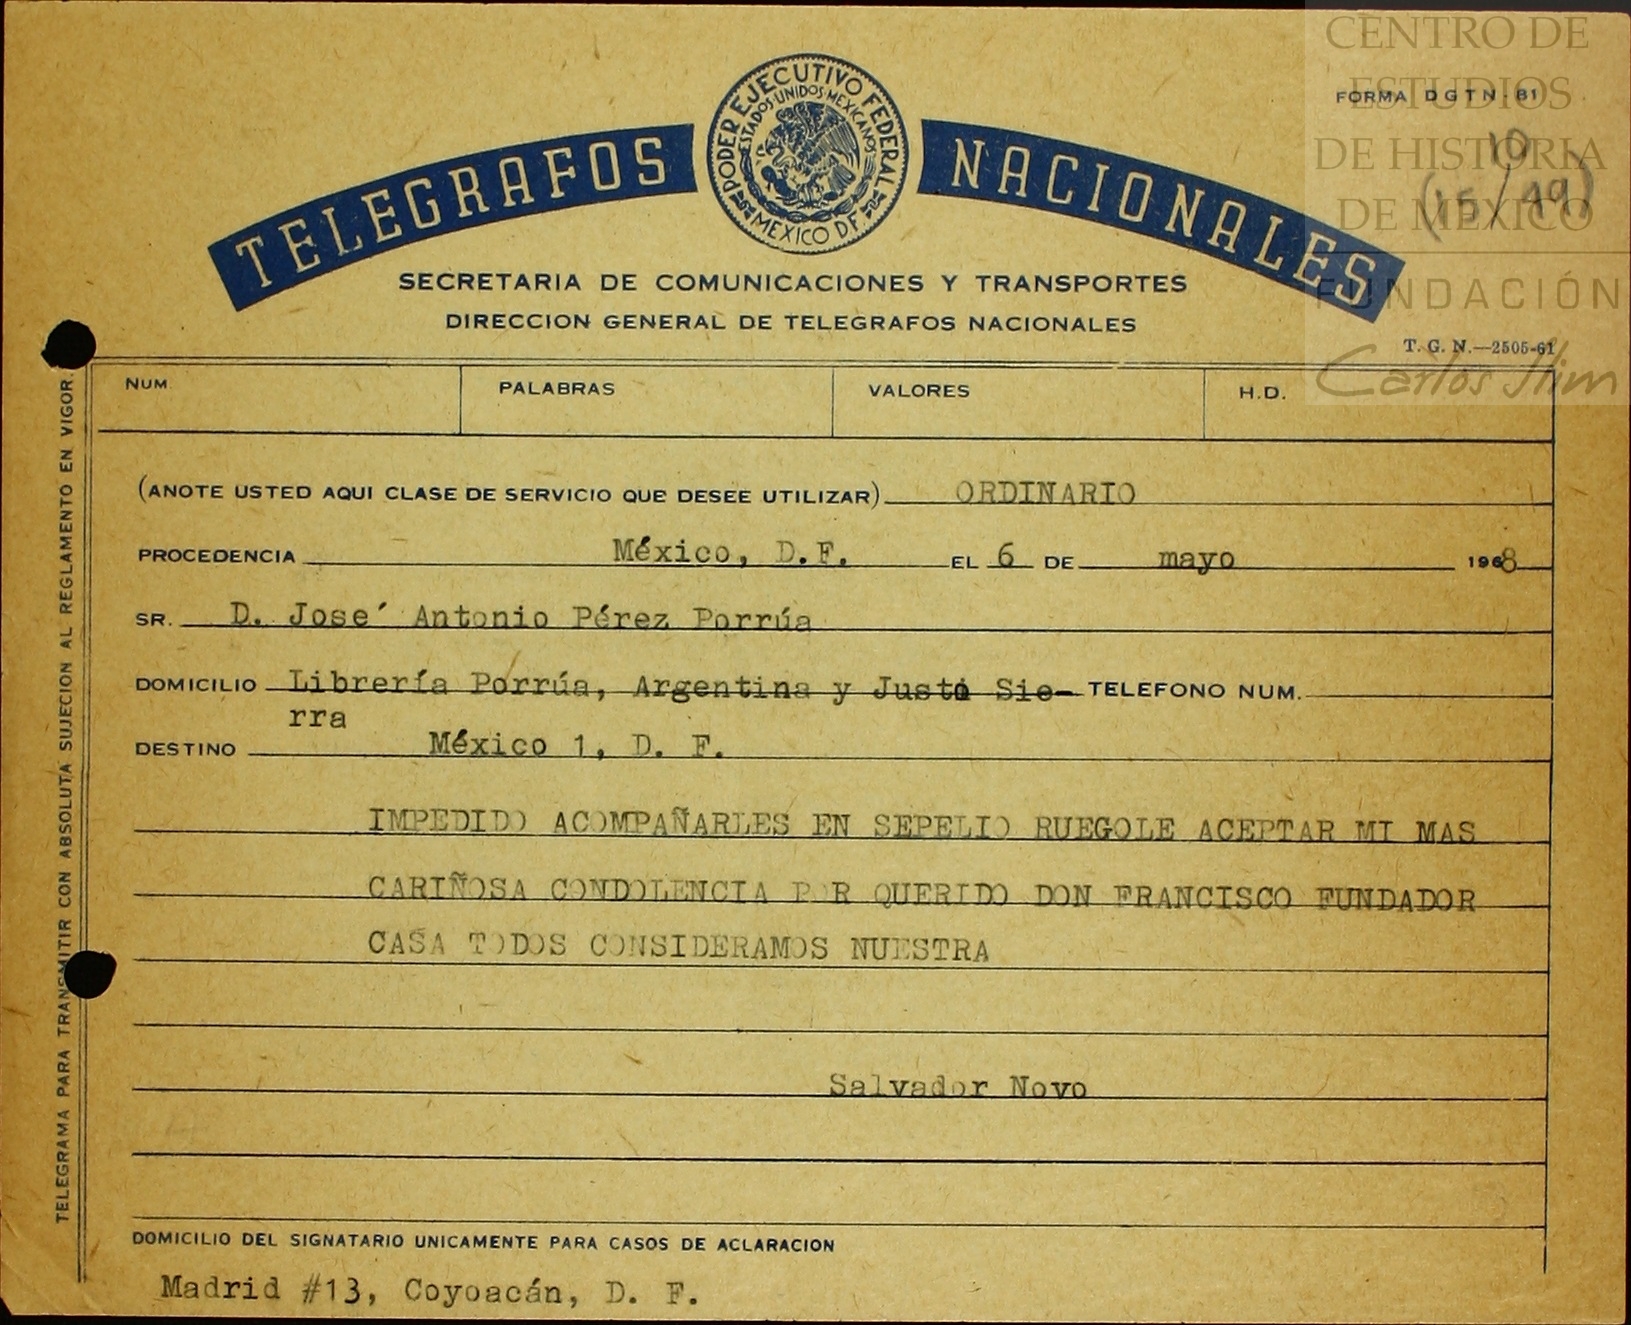 CENTRO DE
ESTUDIOS
DE HISTORIA
DE MÉXICO
FUNDACIÓN
Carlos Slim
FORMA DGTN-81
10
(15/49)
TELEGRAFOS NACIONALES
PODER EJECUTIVO FEDERAL
ESTADOS UNIDOS MEXICANOS
MEXICO D.F.
SECRETARIA DE COMUNICACIONES Y TRANSPORTES
DIRECCION GENERAL DE TELEGRAFOS NACIONALES
T. G. N.—2505-61
NUM. PALABRAS VALORES H.D.
(ANOTE USTED AQUI CLASE DE SERVICIO QUE DESEE UTILIZAR) ORDINARIO
PROCEDENCIA México, D.F. EL 6 DE mayo 1968
SR. D. José Antonio Pérez Porrúa
DOMICILIO Librería Porrúa, Argentina y Justo Sie- TELEFONO NUM.
rra
DESTINO México 1, D. F.
IMPEDIDO ACOMPAÑARLES EN SEPELIO RUEGOLE ACEPTAR MI MAS
CARIÑOSA CONDOLENCIA POR QUERIDO DON FRANCISCO FUNDADOR
CASA TODOS CONSIDERAMOS NUESTRA
Salvador Novo
DOMICILIO DEL SIGNATARIO UNICAMENTE PARA CASOS DE ACLARACION
Madrid #13, Coyoacán, D. F.
TELEGRAMA PARA TRANSMITIR CON ABSOLUTA SUJECION AL REGLAMENTO EN VIGOR.